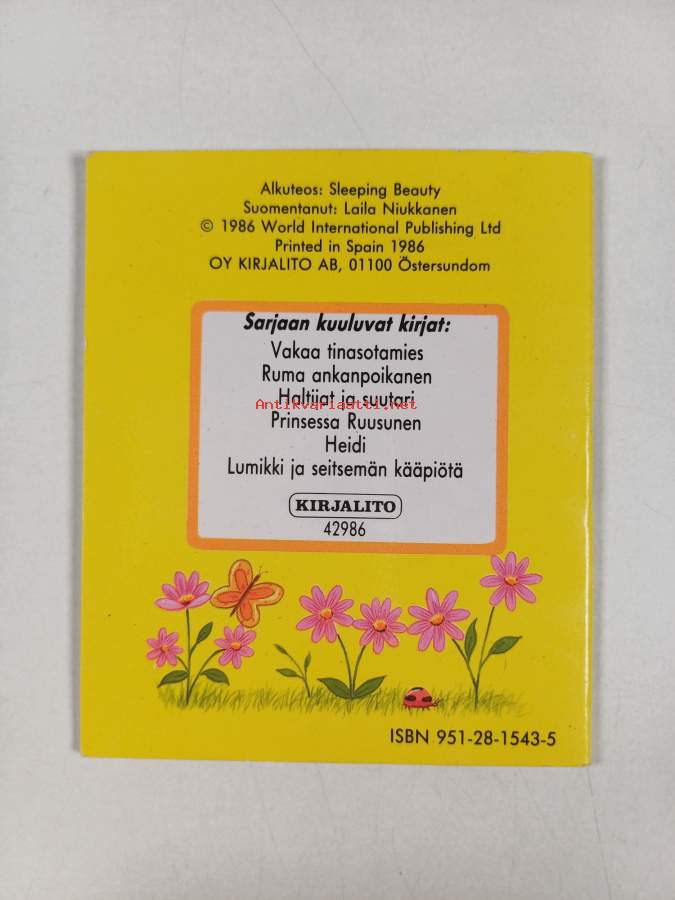 Alkuteos: Sleeping Beauty
Suomentanut: Laila Niukkanen
© 1986 World International Publishing Ltd
Printed in Spain 1986
OY KIRJALITO AB, 01100 Östersundom
Sarjaan kuuluvat kirjat:
Vakaa tinasotamies
Ruma ankanpoikanen
Haltijat ja suutari
Antikvariaatti.net
Prinsessa Ruusunen
Heidi
Lumikki ja seitsemän kääpiötä
KIRJALITO
42986
ISBN 951-28-1543-5